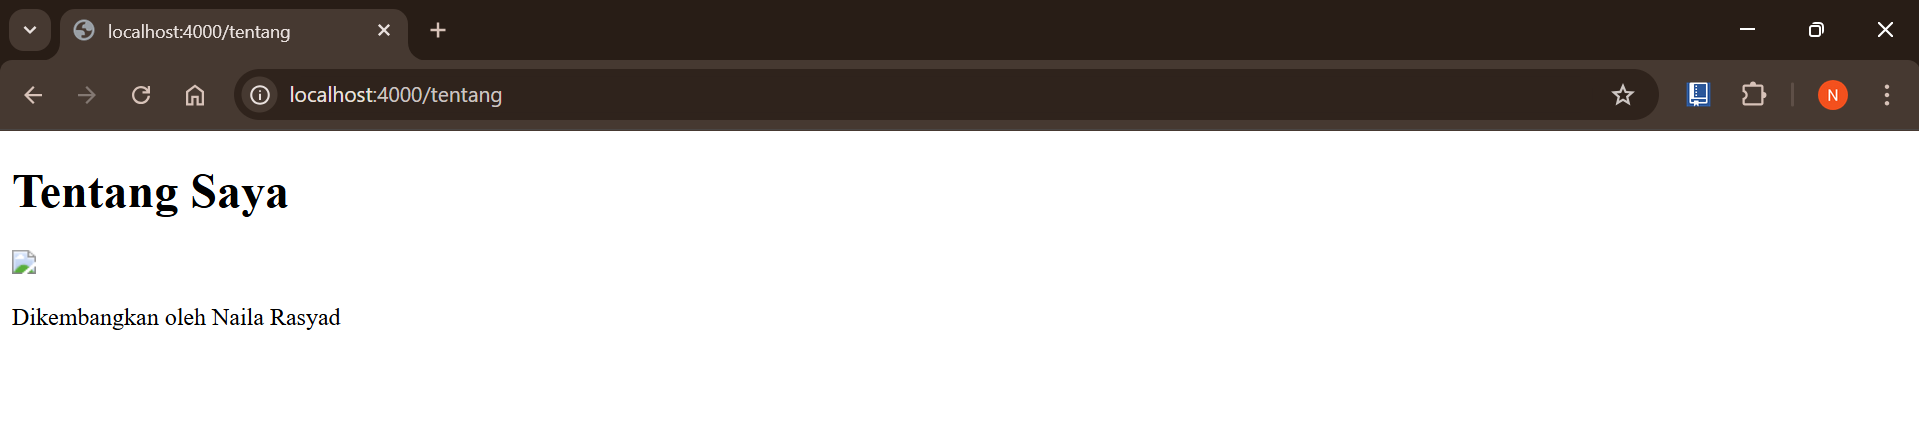 localhost:4000/tentang
localhost:4000/tentang
N
Tentang Saya
Dikembangkan oleh Naila Rasyad